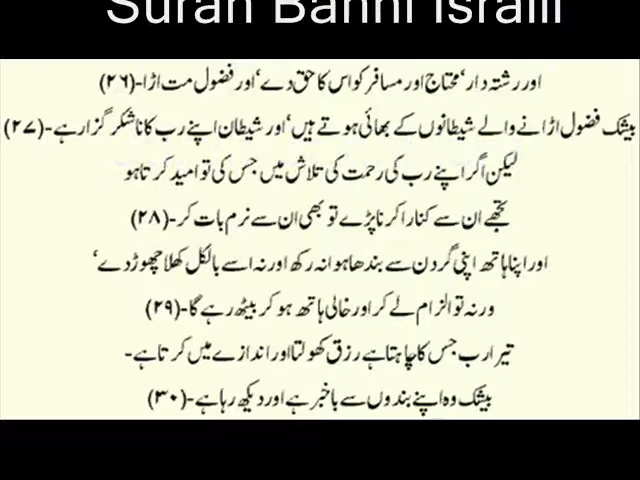 Surah Banni Israill
اور رشتہ دار‘ محتاج اور مسافر کو اس کا حق دے‘ اور فضول مت اڑا-(۲۶)
بیشک فضول اڑانے والے شیطانوں کے بھائی ہوتے ہیں‘ اور شیطان اپنے رب کا ناشکر گزار ہے-(۲۷)
لیکن اگر اپنے رب کی رحمت کی تلاش میں جس کی تو امید کرتا ہو
تجھے ان سے کنارا کرنا پڑے تو بھی ان سے نرم بات کر-(۲۸)
اور اپنا ہاتھ اپنی گردن سے بندھا ہوا نہ رکھ اور نہ اسے بالکل کھلا چھوڑ دے‘
ورنہ تو الزام لے کر اور خالی ہاتھ ہو کر بیٹھ رہے گا-(۲۹)
تیرا رب جس کا چاہتا ہے رزق کھولتا اور اندازے میں کرتا ہے-
بیشک وہ اپنے بندوں سے باخبر ہے اور دیکھ رہا ہے-(۳۰)